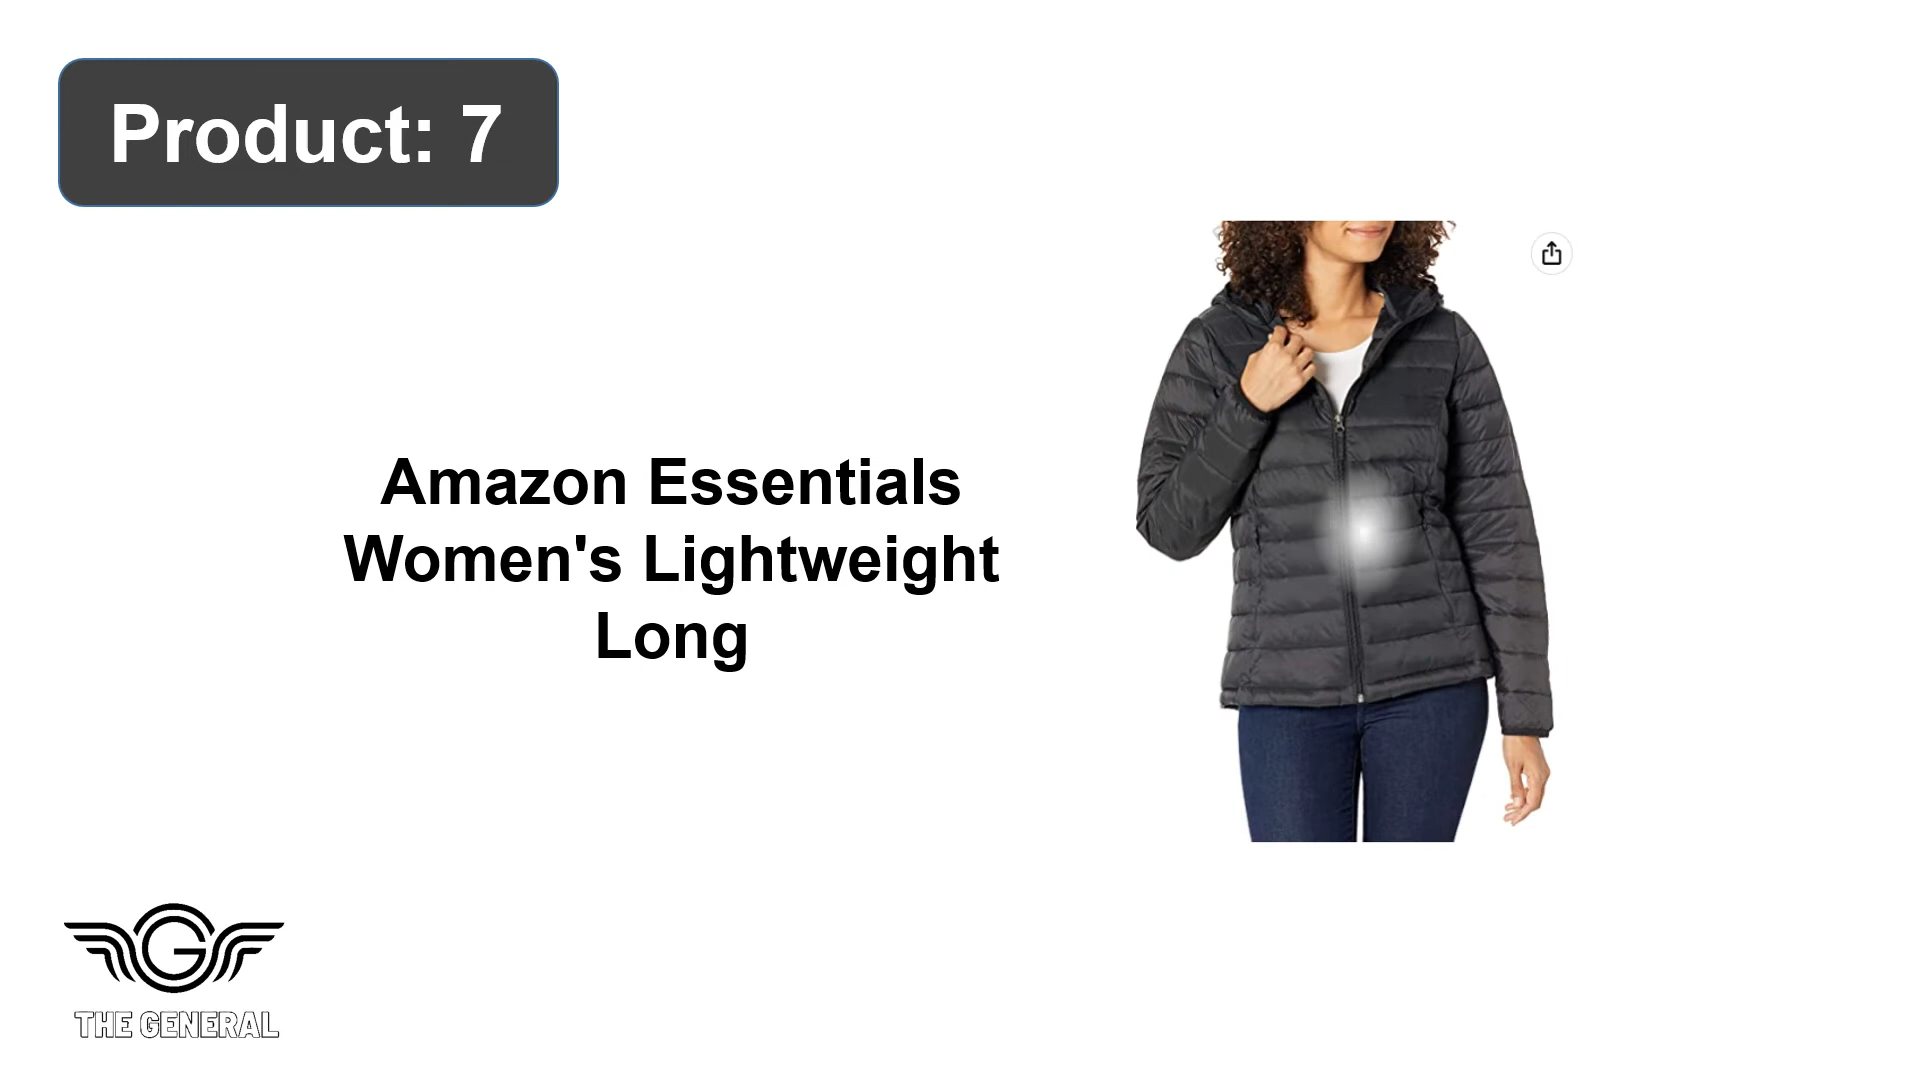 Product: 7
Amazon Essentials
Women's Lightweight
Long
THE GENERAL